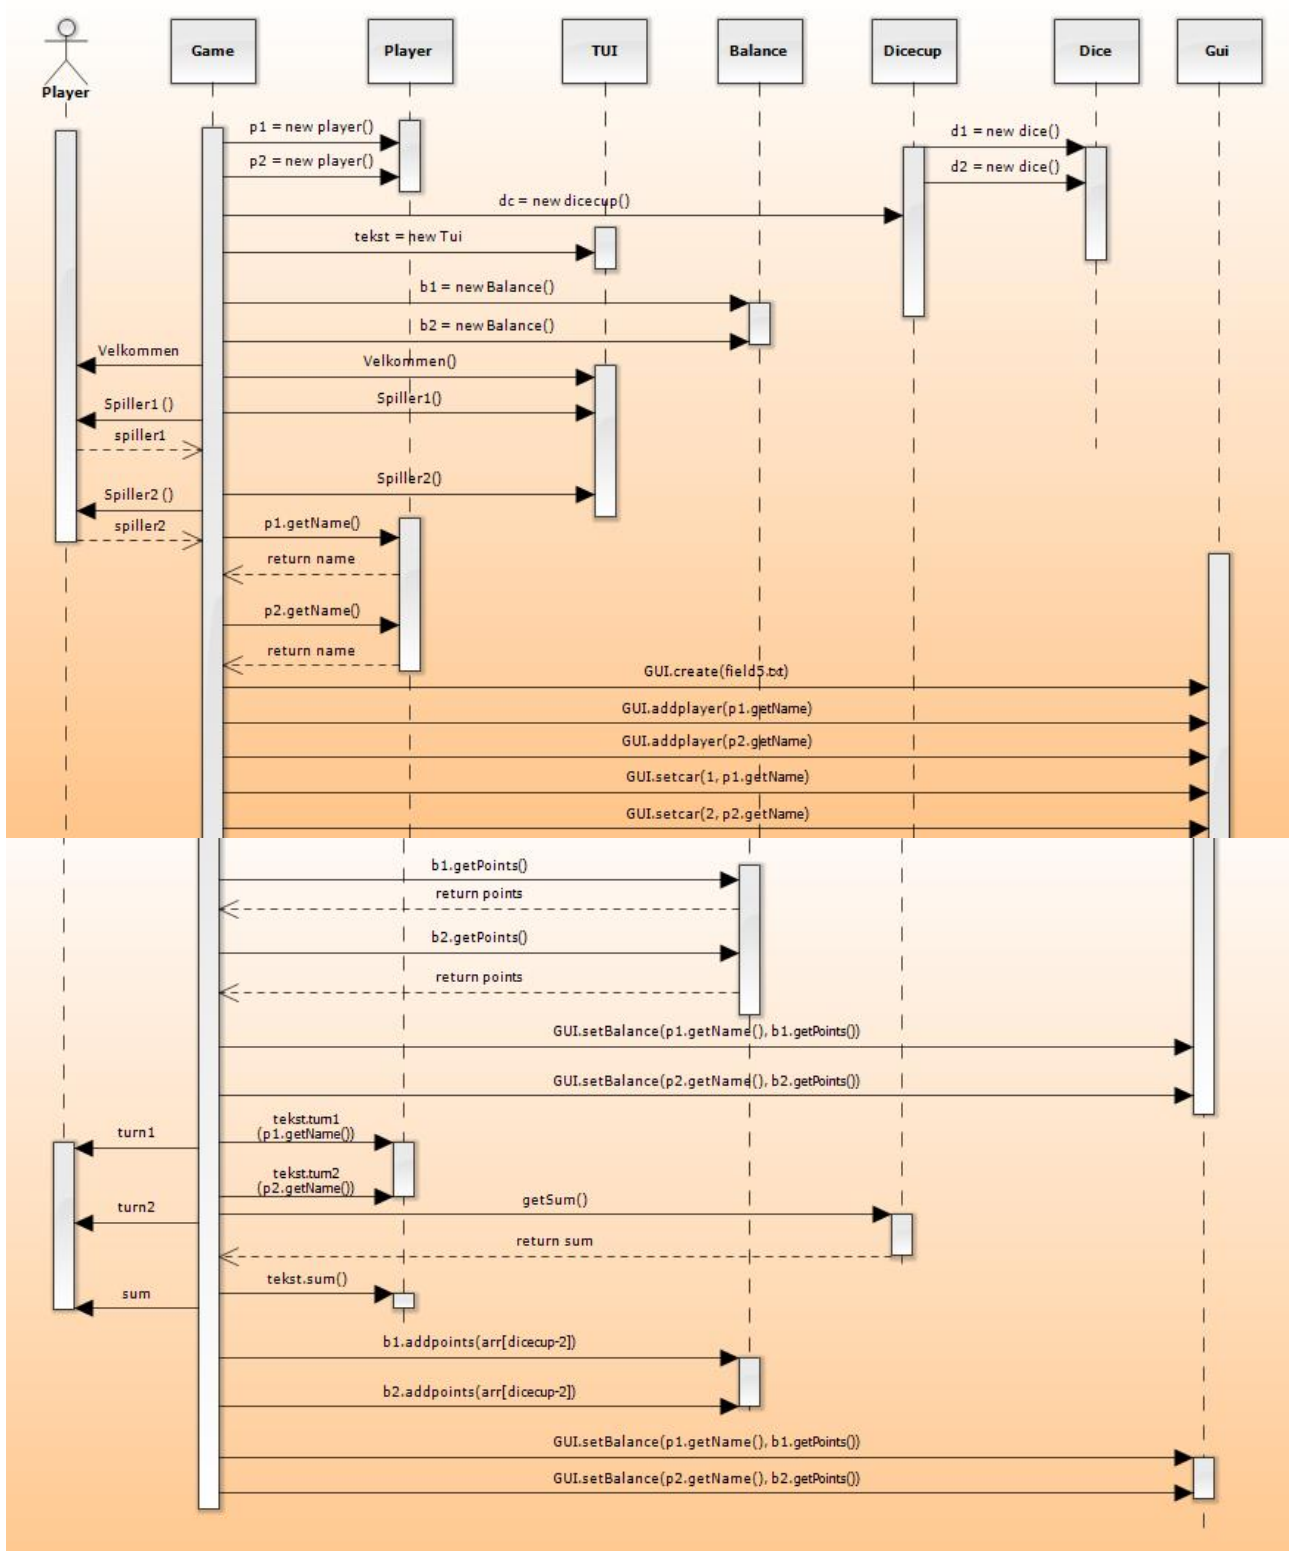 Game Player TUI Balance Dicecup Dice Gui
Player
p1 = new player()
d1 = new dice()
p2 = new player()
d2 = new dice()
dc = new dicecup()
tekst = new Tui
b1 = new Balance()
b2 = new Balance()
Velkommen
Velkommen()
Spiller1 ()
Spiller1()
spiller1
Spiller2()
Spiller2 ()
spiller2
p1.getName()
return name
p2.getName()
return name
GUI.create(field5.txt)
GUI.addplayer(p1.getName)
GUI.addplayer(p2.getName)
GUI.setcar(1, p1.getName)
GUI.setcar(2, p2.getName)
b1.getPoints()
return points
b2.getPoints()
return points
GUI.setBalance(p1.getName(), b1.getPoints())
GUI.setBalance(p2.getName(), b2.getPoints())
turn1
tekst.turn1
(p1.getName())
tekst.turn2
(p2.getName())
turn2
getSum()
return sum
tekst.sum()
sum
b1.addpoints(arr[dicecup-2])
b2.addpoints(arr[dicecup-2])
GUI.setBalance(p1.getName(), b1.getPoints())
GUI.setBalance(p2.getName(), b2.getPoints())